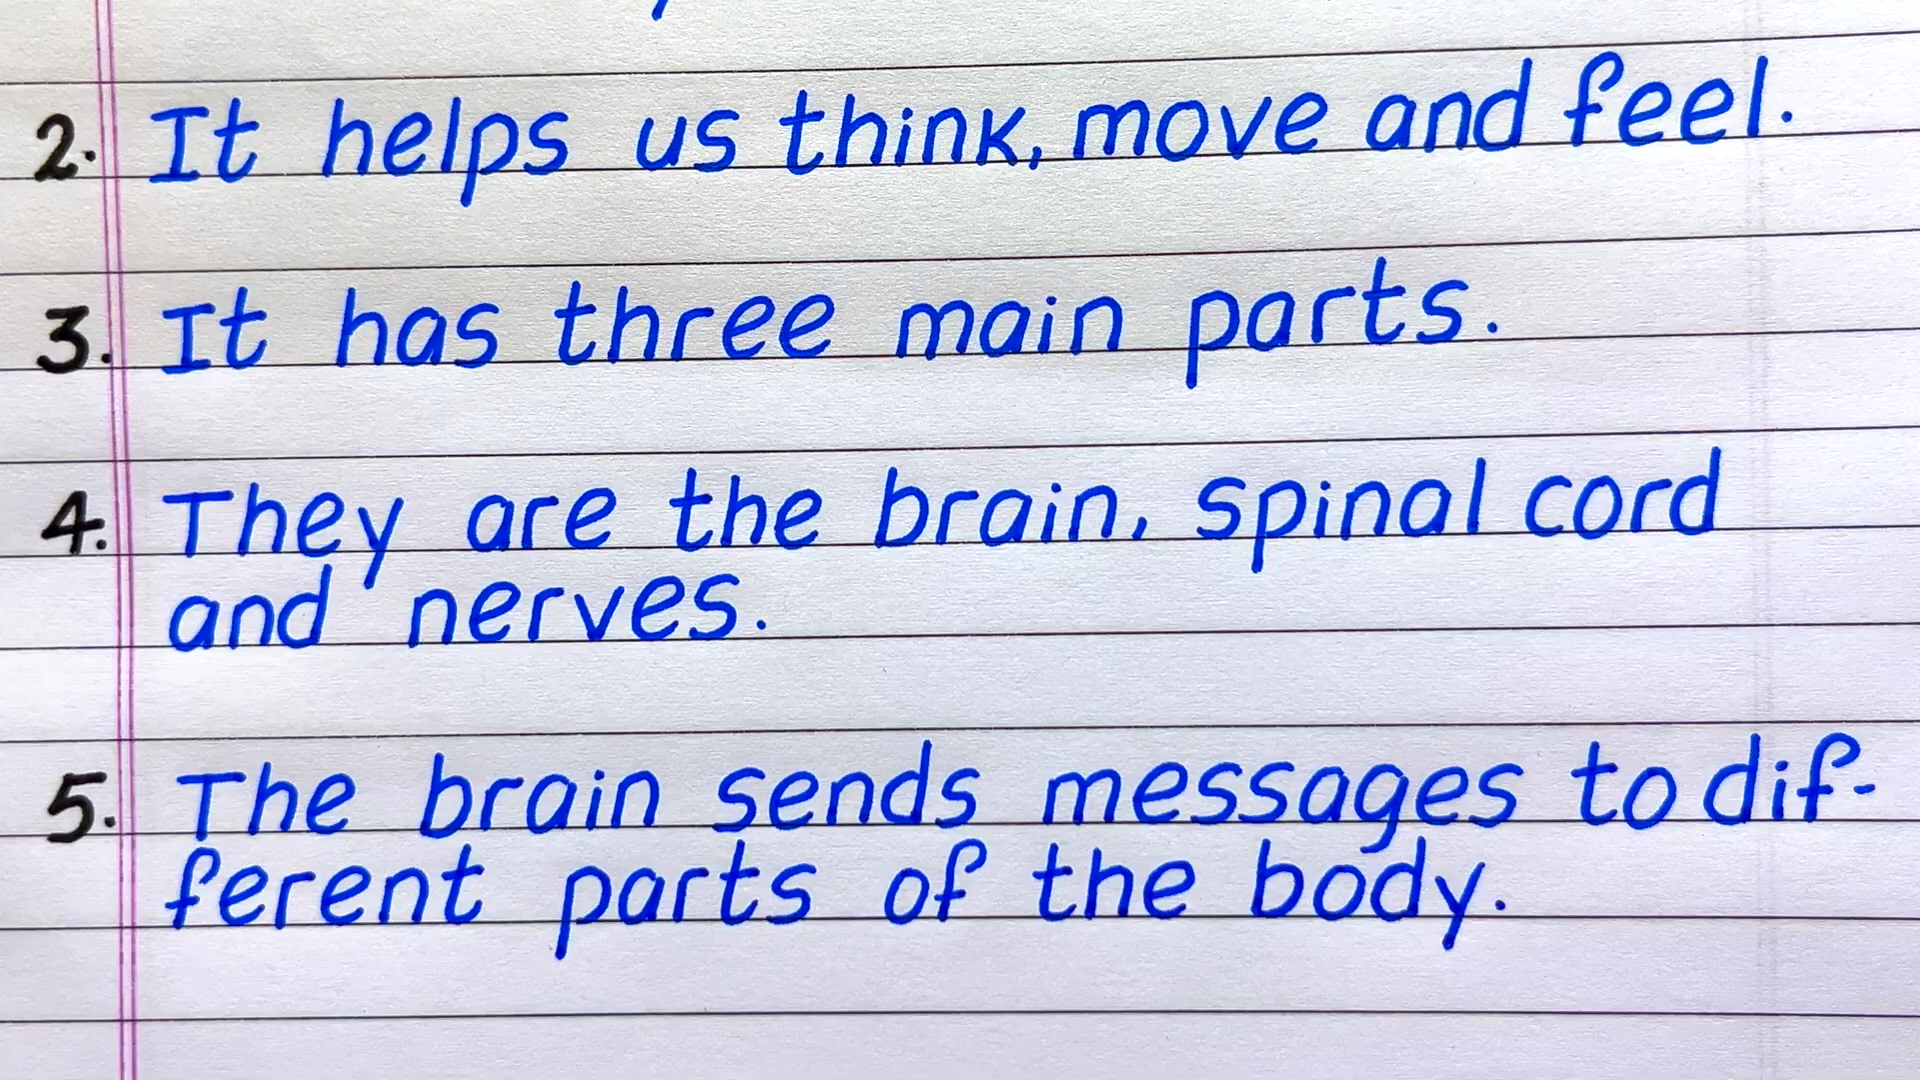 2. It helps us think, move and feel.
3. It has three main parts.
4. They are the brain, spinal cord
and nerves.
5. The brain sends messages to dif-
ferent parts of the body.